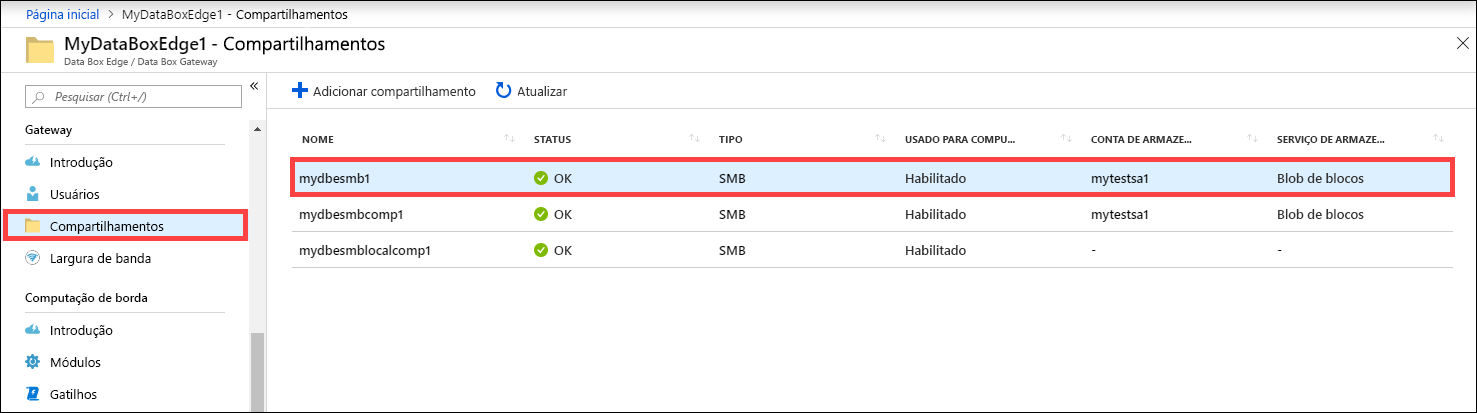 Página inicial > MyDataBoxEdge1 - Compartilhamentos
MyDataBoxEdge1 - Compartilhamentos
Data Box Edge / Data Box Gateway
Pesquisar (Ctrl+/)
Gateway
Introdução
Usuários
Compartilhamentos
Largura de banda
Computação de borda
Introdução
Módulos
Gatilhos
Adicionar compartilhamento Atualizar
NOME STATUS TIPO USADO PARA COMPU... CONTA DE ARMAZE... SERVIÇO DE ARMAZE...
mydbesmb1 OK SMB Habilitado mytestsa1 Blob de blocos
mydbesmbcomp1 OK SMB Habilitado mytestsa1 Blob de blocos
mydbesmblocalcomp1 OK SMB Habilitado - -